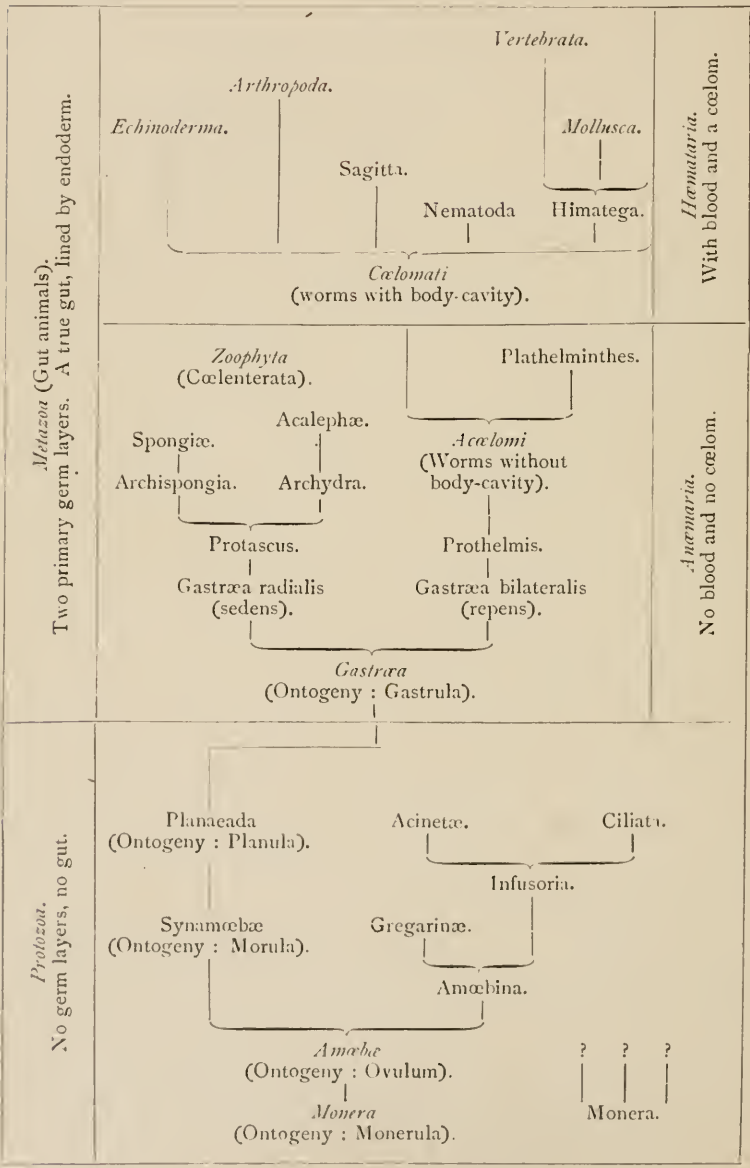 Metazoa (Gut animals).
Two primary germ layers. A true gut, lined by endoderm.
Vertebrata.
Arthropoda.
Echinoderma.
Mollusca.
Sagitta.
Nematoda
Himatega.
Cœlomati
(worms with body-cavity).
Hæmataria.
With blood and a cœlom.
Zoophyta
(Cœlenterata).
Plathelminthes.
Acalephæ.
Spongiæ.
Acœlomi
(Worms without
body-cavity).
Archispongia.
Archydra.
Protascus.
Prothelmis.
Gastræa radialis
(sedens).
Gastræa bilateralis
(repens).
Gastræa
(Ontogeny : Gastrula).
Anæmaria.
No blood and no cœlom.
Protozoa.
No germ layers, no gut.
Planaeada
(Ontogeny : Planula).
Acinetæ.
Ciliata.
Infusoria.
Synamœbæ
(Ontogeny : Morula).
Gregarinæ.
Amœbina.
Amœbæ
(Ontogeny : Ovulum).
? ? ?
Monera
(Ontogeny : Monerula).
Monera.